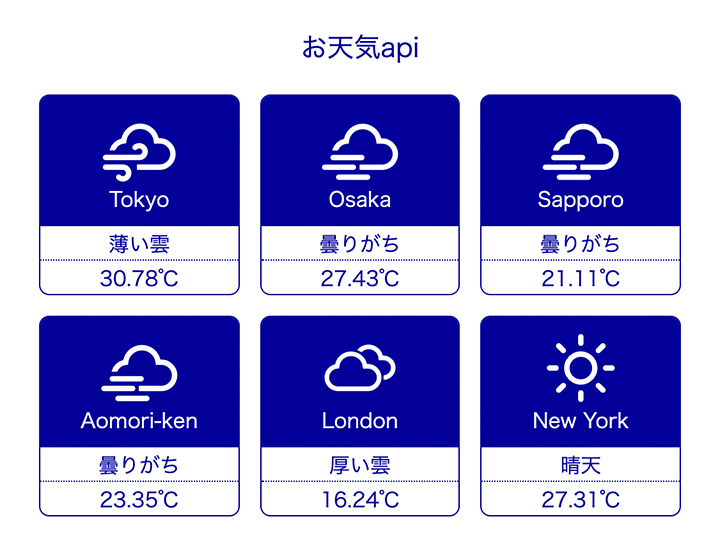 お天気api
Tokyo
薄い雲
30.78℃
Osaka
曇りがち
27.43℃
Sapporo
曇りがち
21.11℃
Aomori-ken
曇りがち
23.35℃
London
厚い雲
16.24℃
New York
晴天
27.31℃